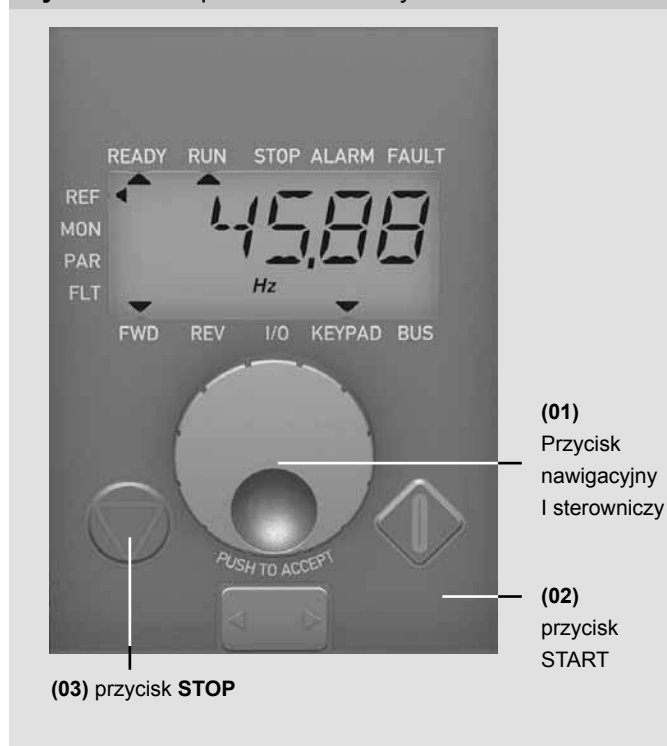 READY RUN STOP ALARM FAULT
REF
MON
PAR
FLT
45.88
Hz
FWD REV I/O KEYPAD BUS
PUSH TO ACCEPT
(01)
Przycisk
nawigacyjny
I sterowniczy
(02)
przycisk
START
(03) przycisk STOP